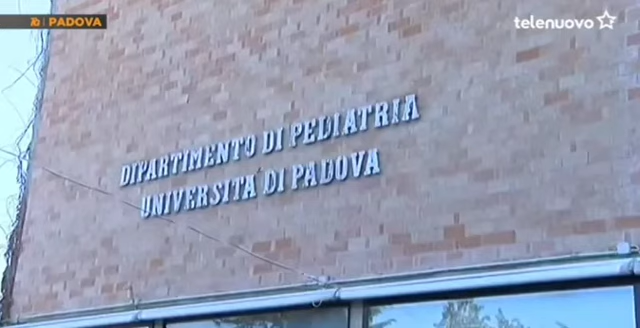 PADOVA
telenuovo
DIPARTIMENTO DI PEDIATRIA
UNIVERSITA' DI PADOVA